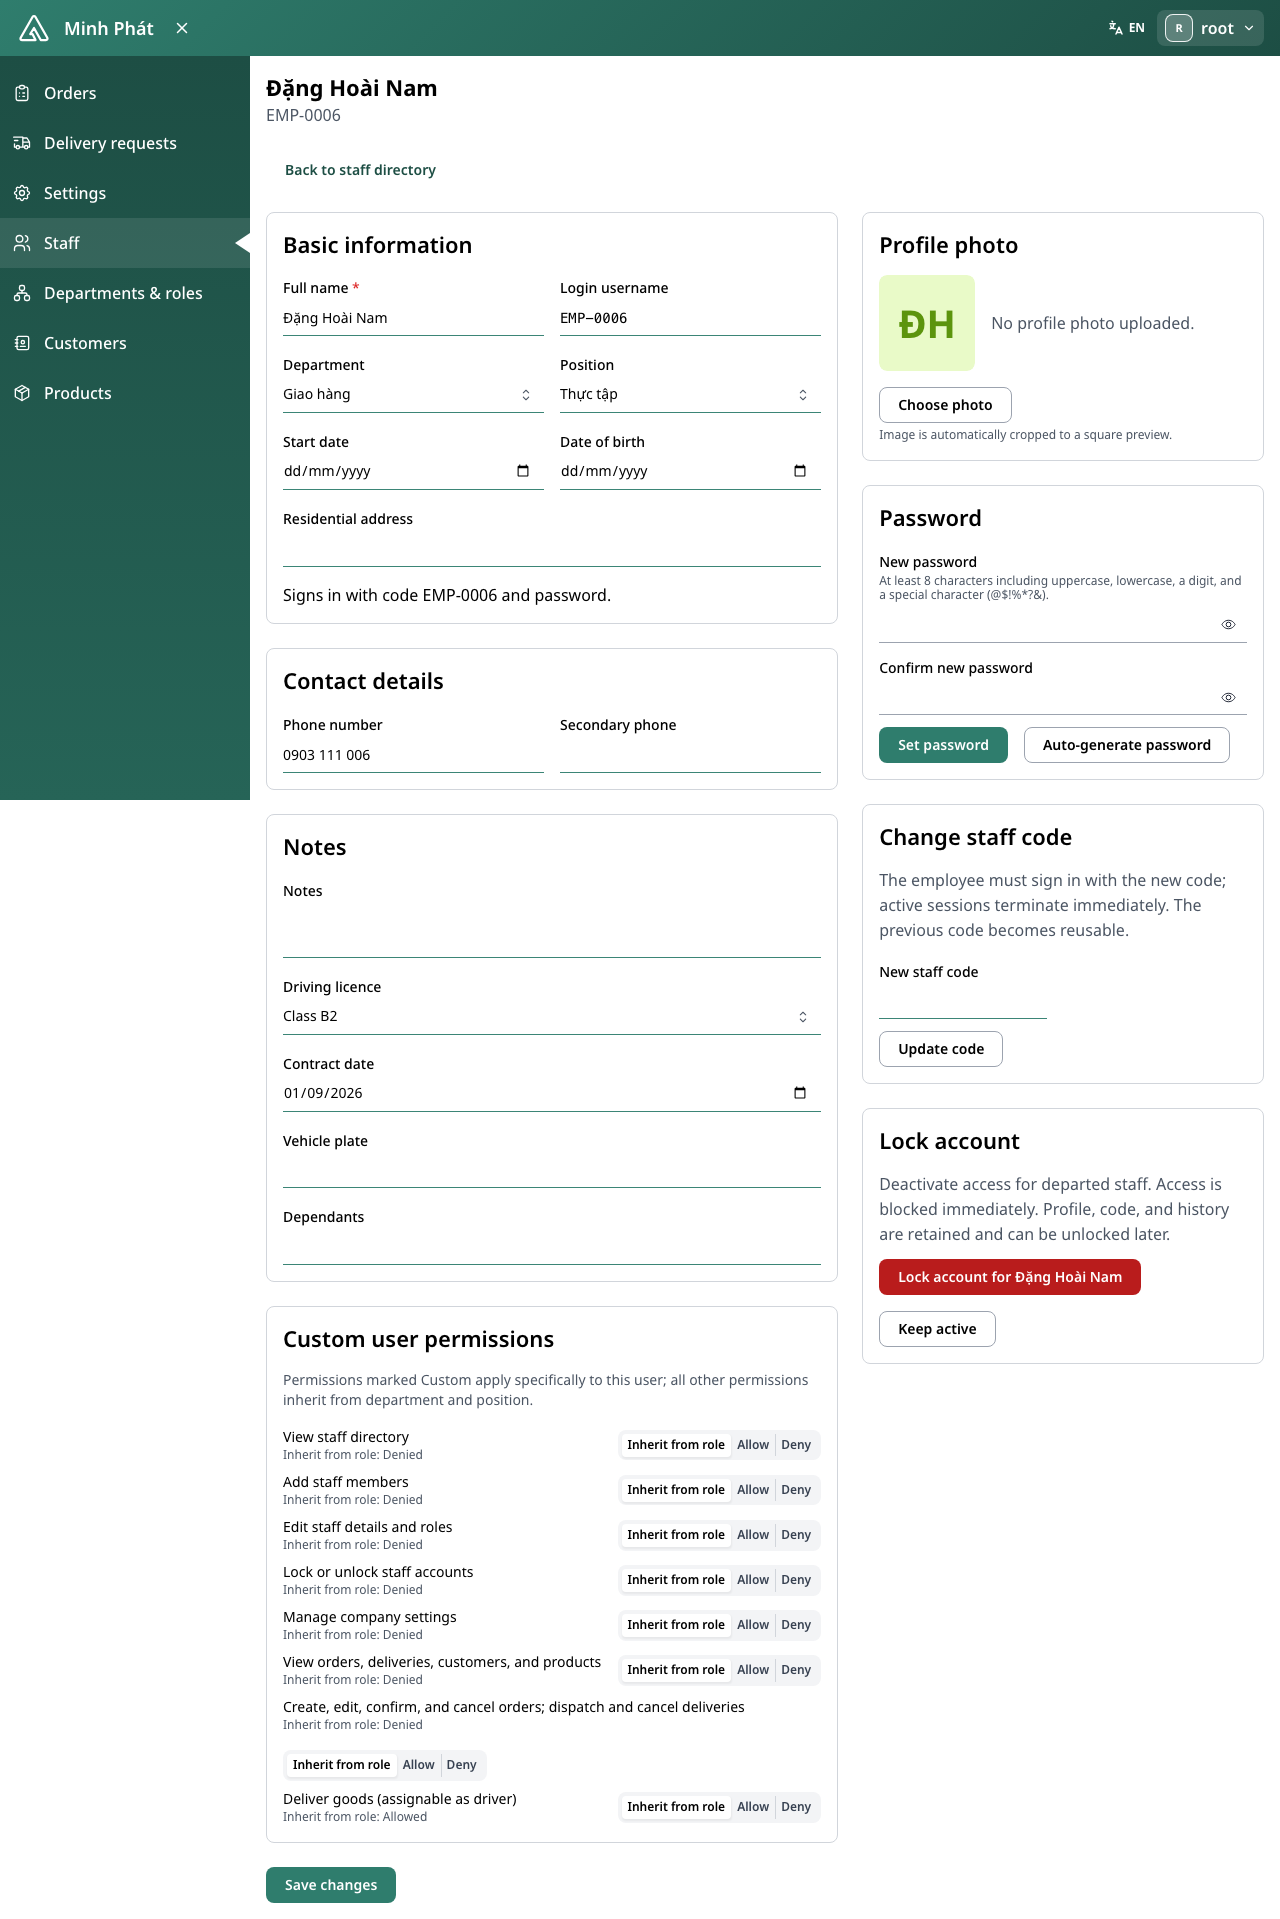 Minh Phát
EN
R
root
Orders
Delivery requests
Settings
Staff
Departments & roles
Customers
Products
Đặng Hoài Nam
EMP-0006
Back to staff directory
Basic information
Full name *
Login username
Đặng Hoài Nam
EMP-0006
Department
Position
Giao hàng
Thực tập
Start date
Date of birth
dd/mm/yyyy
dd/mm/yyyy
Residential address
Signs in with code EMP-0006 and password.
Contact details
Phone number
Secondary phone
0903 111 006
Notes
Notes
Driving licence
Class B2
Contract date
01/09/2026
Vehicle plate
Dependants
Custom user permissions
Permissions marked Custom apply specifically to this user; all other permissions
inherit from department and position.
View staff directory
Inherit from role: Denied
Inherit from role Allow Deny
Add staff members
Inherit from role: Denied
Inherit from role Allow Deny
Edit staff details and roles
Inherit from role: Denied
Inherit from role Allow Deny
Lock or unlock staff accounts
Inherit from role: Denied
Inherit from role Allow Deny
Manage company settings
Inherit from role: Denied
Inherit from role Allow Deny
View orders, deliveries, customers, and products
Inherit from role: Denied
Inherit from role Allow Deny
Create, edit, confirm, and cancel orders; dispatch and cancel deliveries
Inherit from role: Denied
Inherit from role Allow Deny
Deliver goods (assignable as driver)
Inherit from role: Allowed
Inherit from role Allow Deny
Save changes
Profile photo
ĐH
No profile photo uploaded.
Choose photo
Image is automatically cropped to a square preview.
Password
New password
At least 8 characters including uppercase, lowercase, a digit, and
a special character (@$!%*?&).
Confirm new password
Set password
Auto-generate password
Change staff code
The employee must sign in with the new code;
active sessions terminate immediately. The
previous code becomes reusable.
New staff code
Update code
Lock account
Deactivate access for departed staff. Access is
blocked immediately. Profile, code, and history
are retained and can be unlocked later.
Lock account for Đặng Hoài Nam
Keep active